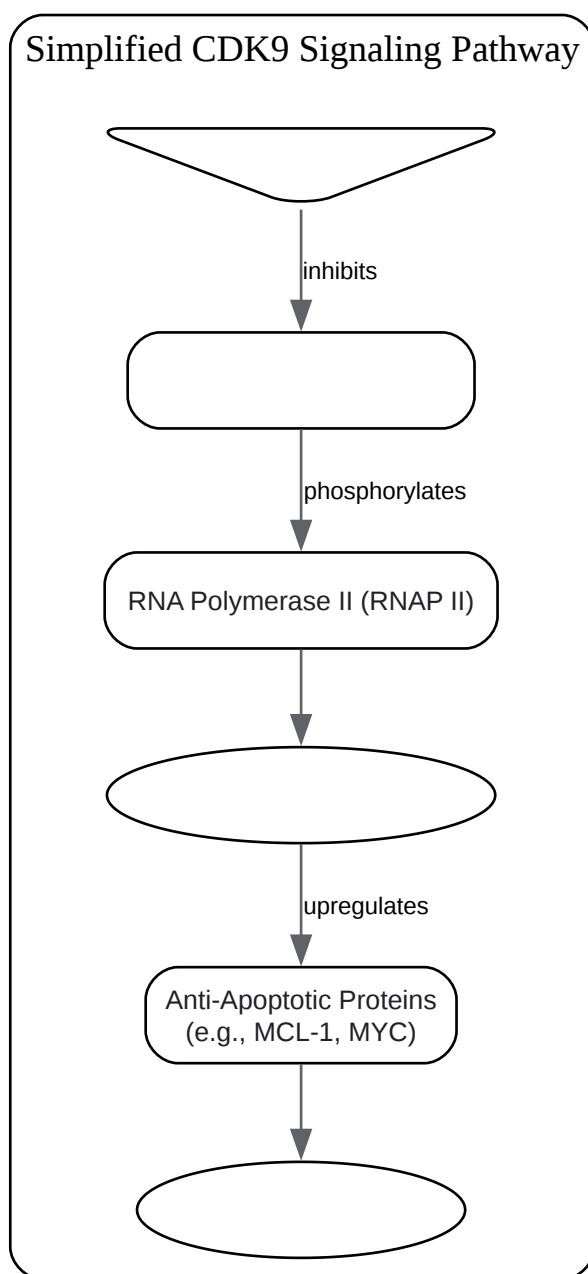 Simplified CDK9 Signaling Pathway
inhibits
phosphorylates
RNA Polymerase II (RNAP II)
upregulates
Anti-Apoptotic Proteins
(e.g., MCL-1, MYC)